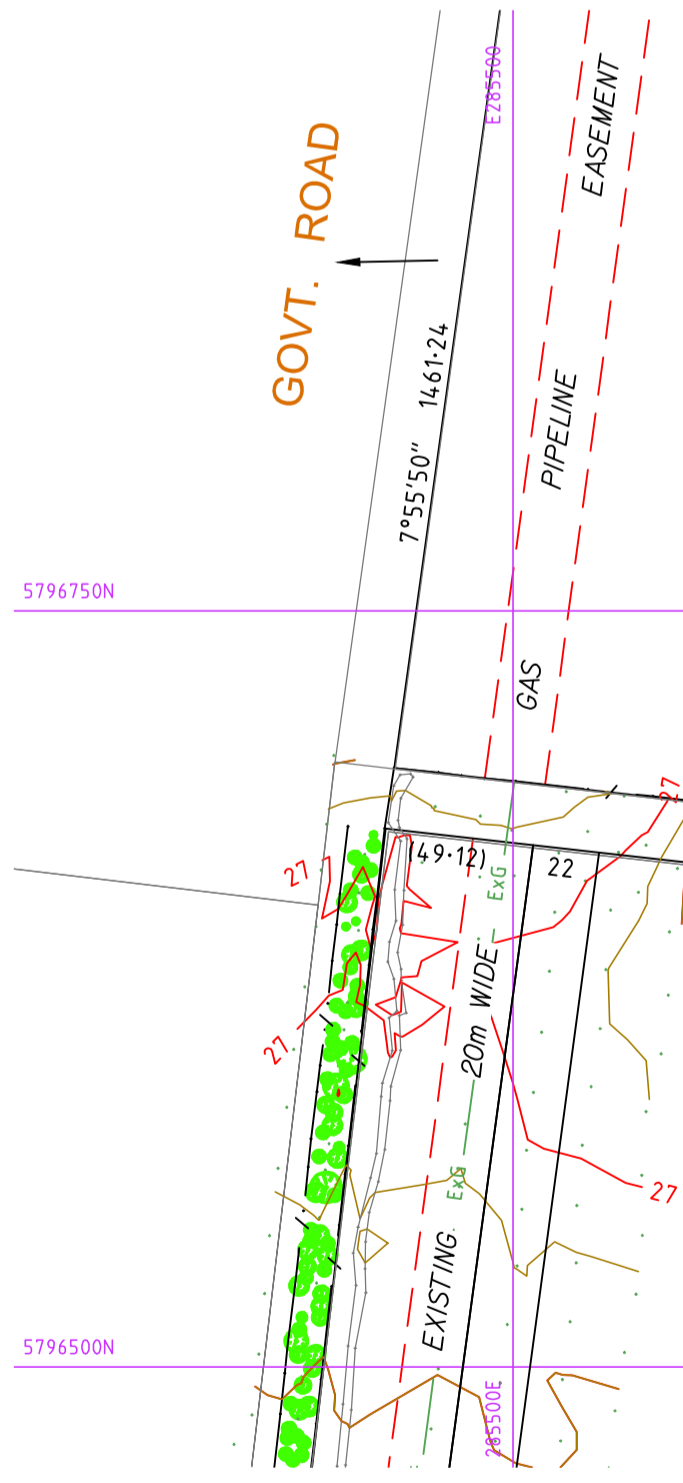 E285500
EASEMENT
GOVT. ROAD
1461·24
7°55'50"
PIPELINE
5796750N
GAS
27
(49·12)
22
27
ExG
20m WIDE
27
ExG
27
EXISTING
5796500N
285500E